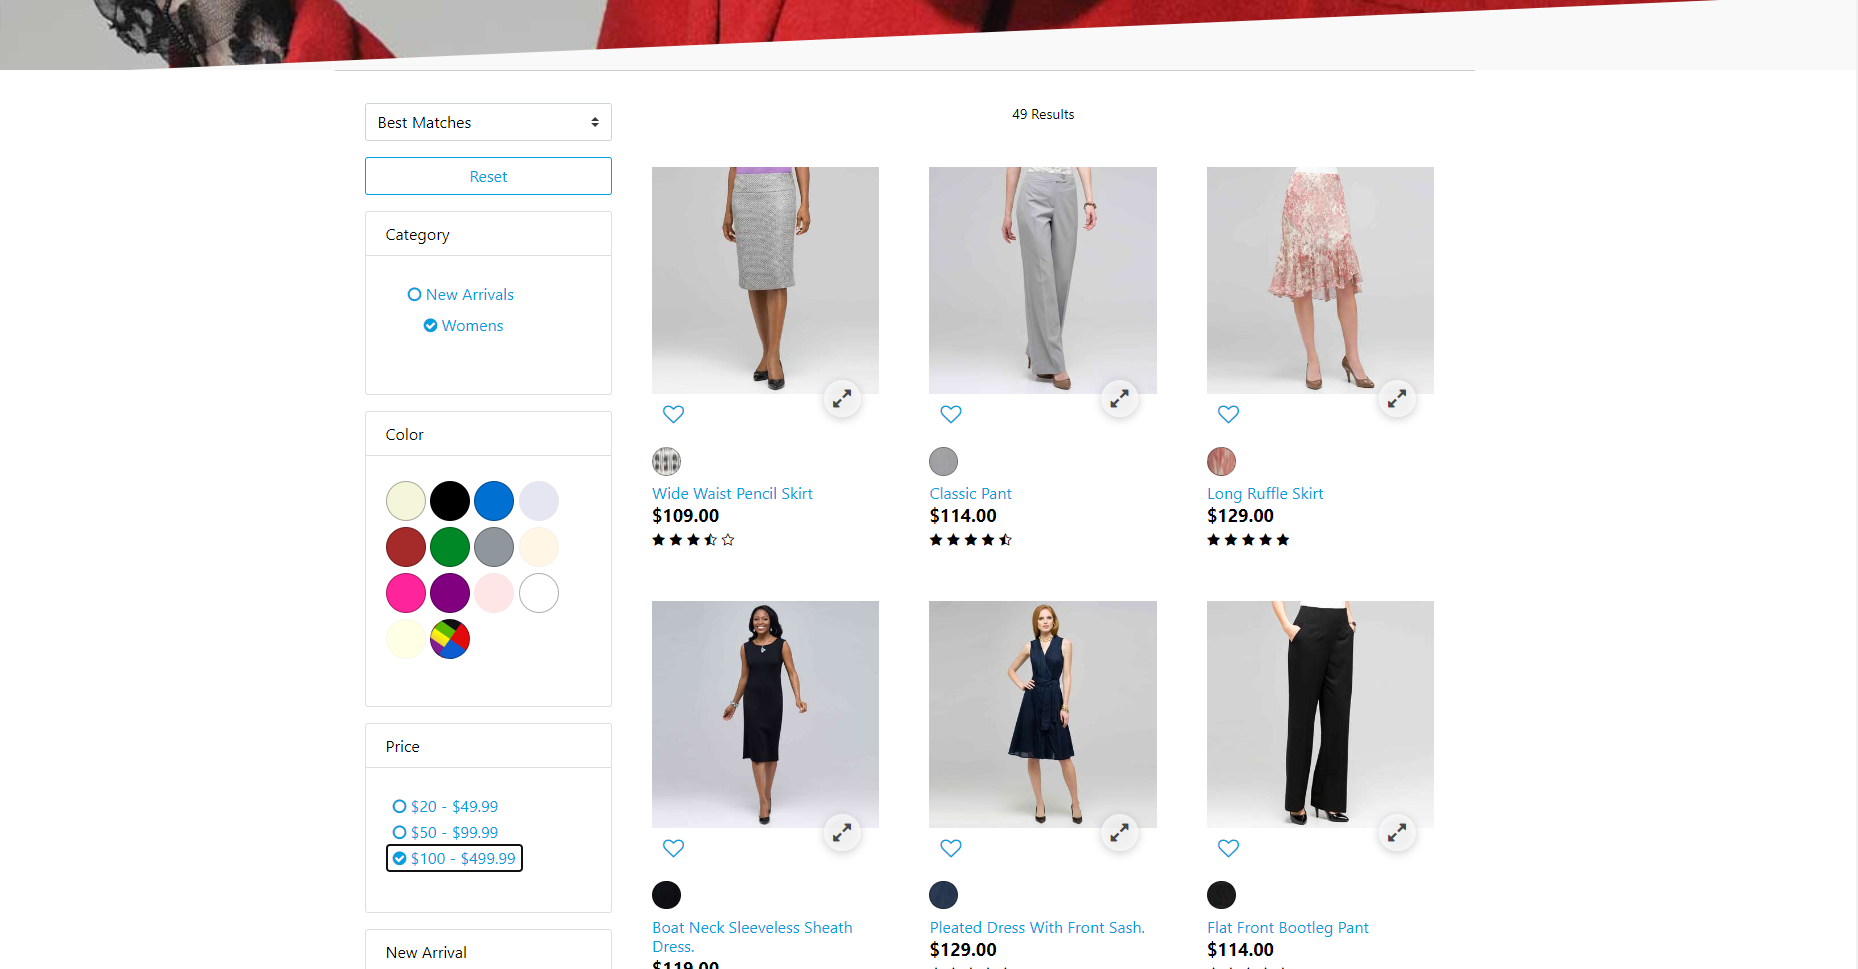 Best Matches
49 Results
Reset
Category
New Arrivals
Womens
Color
Price
$20 - $49.99
$50 - $99.99
$100 - $499.99
New Arrival
Wide Waist Pencil Skirt
$109.00
Classic Pant
$114.00
Long Ruffle Skirt
$129.00
Boat Neck Sleeveless Sheath
Dress.
$119.00
Pleated Dress With Front Sash.
$129.00
Flat Front Bootleg Pant
$114.00